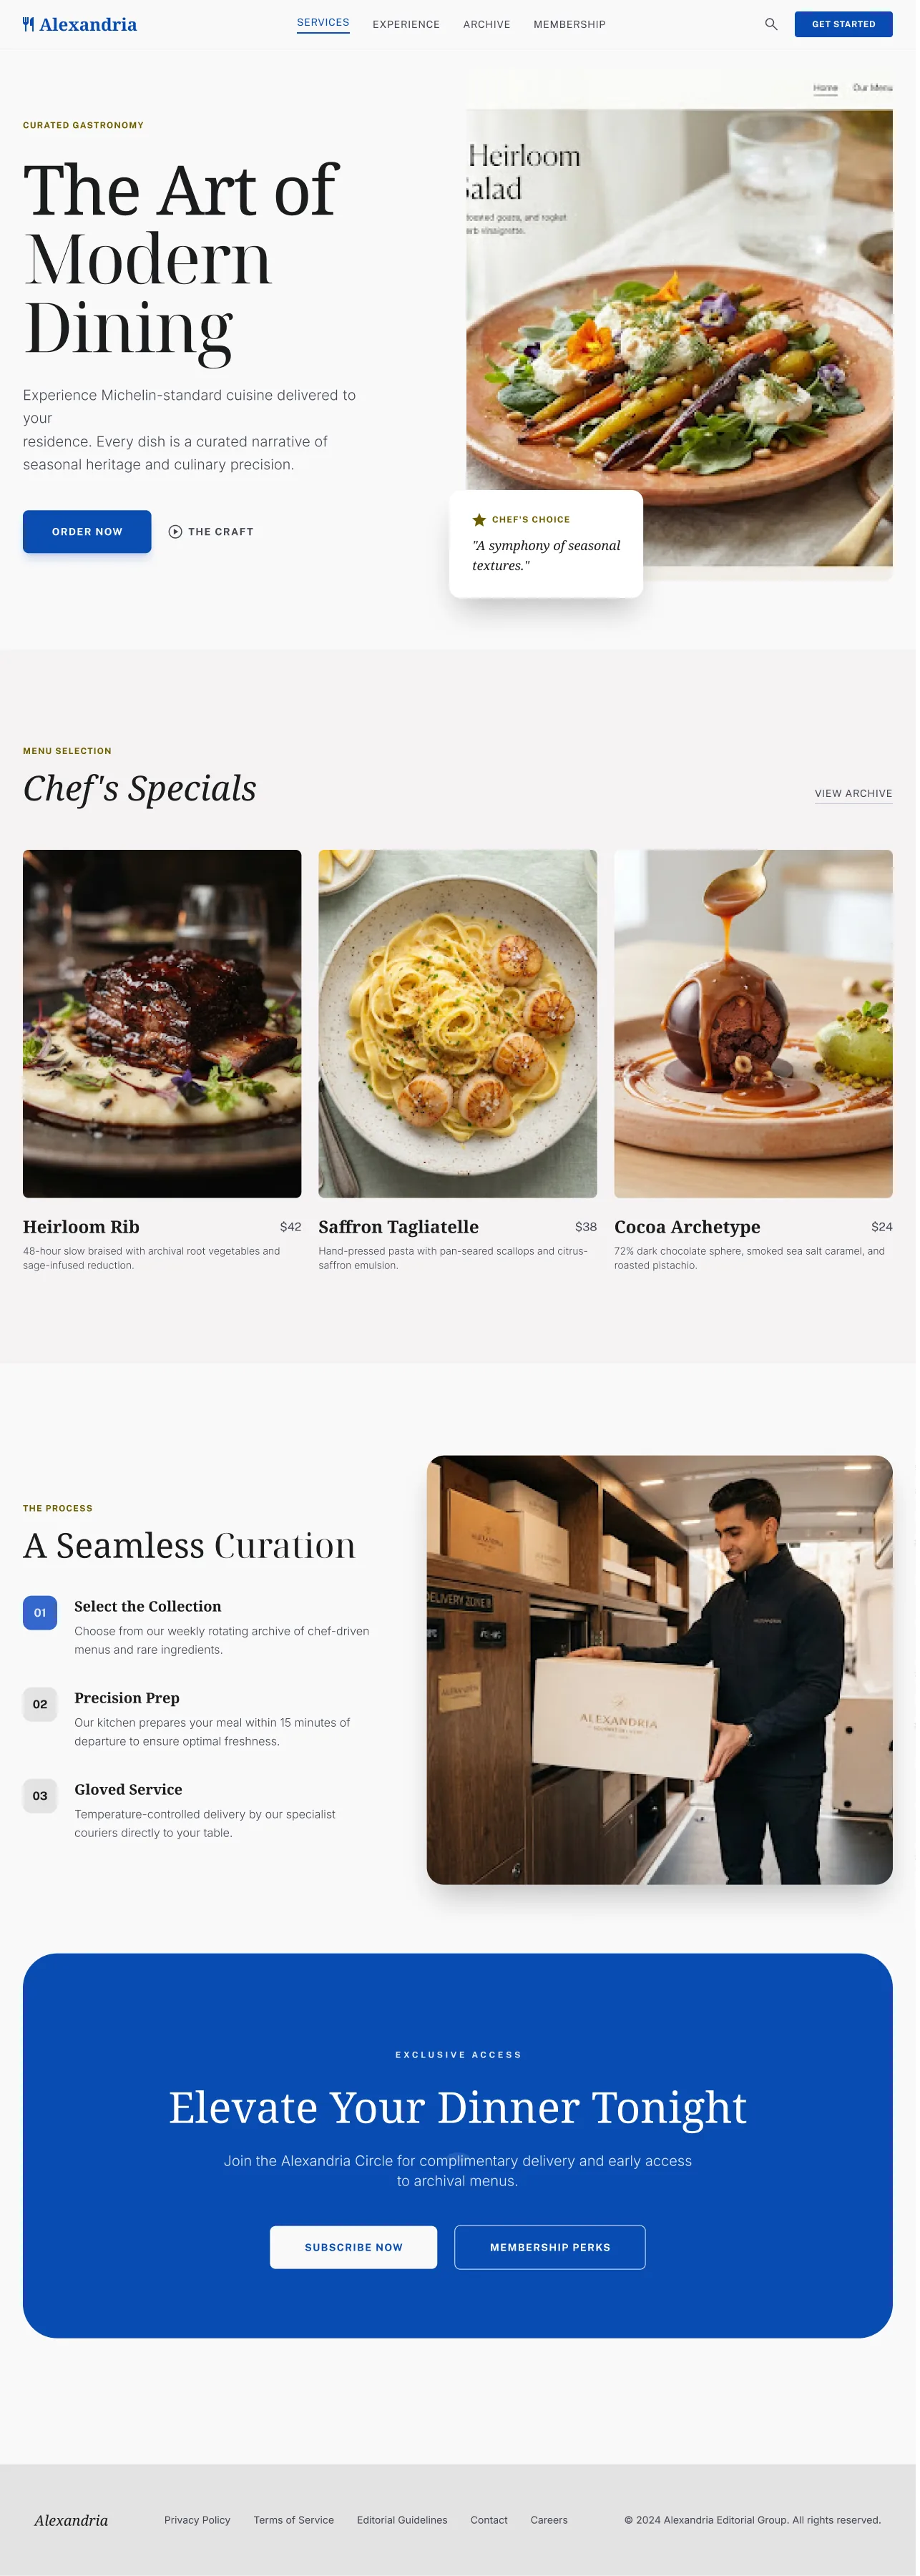 Alexandria
SERVICES
EXPERIENCE
ARCHIVE
MEMBERSHIP
GET STARTED
Home
Our Menu
CURATED GASTRONOMY
The Art of
Modern
Dining
Experience Michelin-standard cuisine delivered to
your
residence. Every dish is a curated narrative of
seasonal heritage and culinary precision.
ORDER NOW
THE CRAFT
Heirloom
Salad
and
vinaigrette.
CHEF'S CHOICE
"A symphony of seasonal
textures."
MENU SELECTION
Chef's Specials
VIEW ARCHIVE
Heirloom Rib
$42
48-hour slow braised with archival root vegetables and
sage-infused reduction.
Saffron Tagliatelle
$38
Hand-pressed pasta with pan-seared scallops and citrus-
saffron emulsion.
Cocoa Archetype
$24
72% dark chocolate sphere, smoked sea salt caramel, and
roasted pistachio.
THE PROCESS
A Seamless Curation
01
Select the Collection
Choose from our weekly rotating archive of chef-driven
menus and rare ingredients.
02
Precision Prep
Our kitchen prepares your meal within 15 minutes of
departure to ensure optimal freshness.
03
Gloved Service
Temperature-controlled delivery by our specialist
couriers directly to your table.
DELIVERY ZONE
ALEXANDRIA
EXCLUSIVE ACCESS
Elevate Your Dinner Tonight
Join the Alexandria Circle for complimentary delivery and early access
to archival menus.
SUBSCRIBE NOW
MEMBERSHIP PERKS
Alexandria
Privacy Policy
Terms of Service
Editorial Guidelines
Contact
Careers
© 2024 Alexandria Editorial Group. All rights reserved.